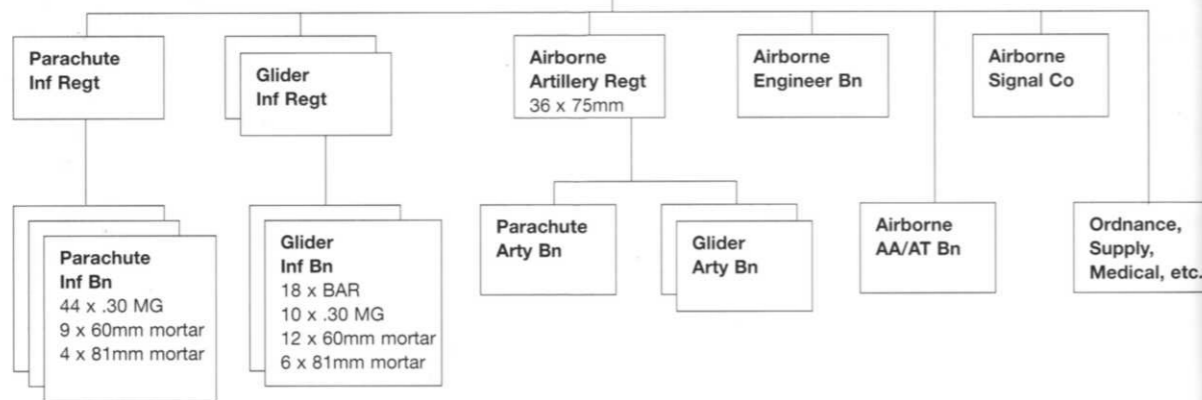 Parachute
Inf Regt
Glider
Inf Regt
Airborne
Artillery Regt
36 x 75mm
Airborne
Engineer Bn
Airborne
Signal Co
Parachute
Inf Bn
44 x .30 MG
9 x 60mm mortar
4 x 81mm mortar
Glider
Inf Bn
18 x BAR
10 x .30 MG
12 x 60mm mortar
6 x 81mm mortar
Parachute
Arty Bn
Glider
Arty Bn
Airborne
AA/AT Bn
Ordnance,
Supply,
Medical, etc.